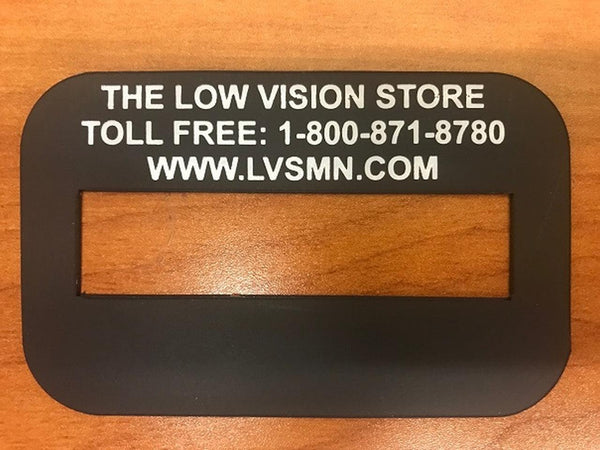 THE LOW VISION STORE
TOLL FREE: 1-800-871-8780
WWW.LVSMN.COM